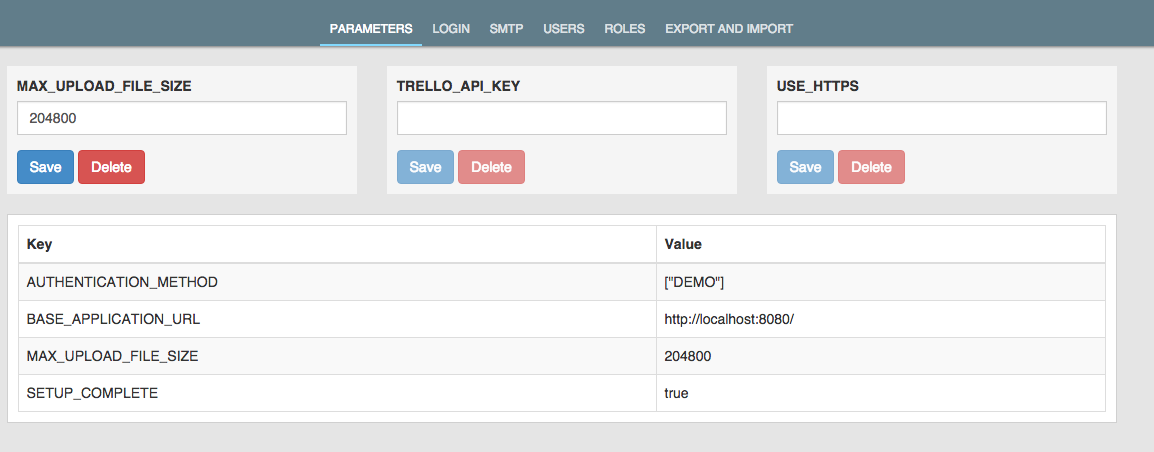 PARAMETERS LOGIN SMTP USERS ROLES EXPORT AND IMPORT
MAX_UPLOAD_FILE_SIZE TRELLO_API_KEY USE_HTTPS
204800
Save Delete Save Delete Save Delete
Key Value
AUTHENTICATION_METHOD ["DEMO"]
BASE_APPLICATION_URL http://localhost:8080/
MAX_UPLOAD_FILE_SIZE 204800
SETUP_COMPLETE true